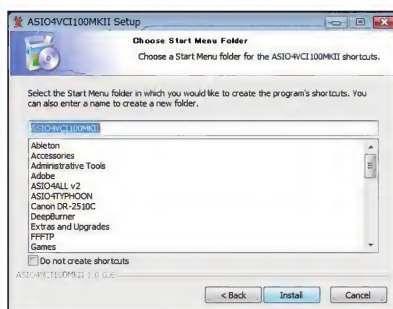 ASIO4VCI100MKII Setup
Choose Start Menu Folder
Choose a Start Menu folder for the ASIO4VCI100MKII shortcuts.
Select the Start Menu folder in which you would like to create the program's shortcuts. You
can also enter a name to create a new folder.
ASIO4VCI100MKII
Ableton
Accessories
Administrative Tools
Adobe
ASIO4ALL v2
ASIO4TYPHOON
Canon DR-2510C
DeepBurner
Extras and Upgrades
FFFTP
Games
Do not create shortcuts
ASIO4VCI100MKII
< Back
Install
Cancel